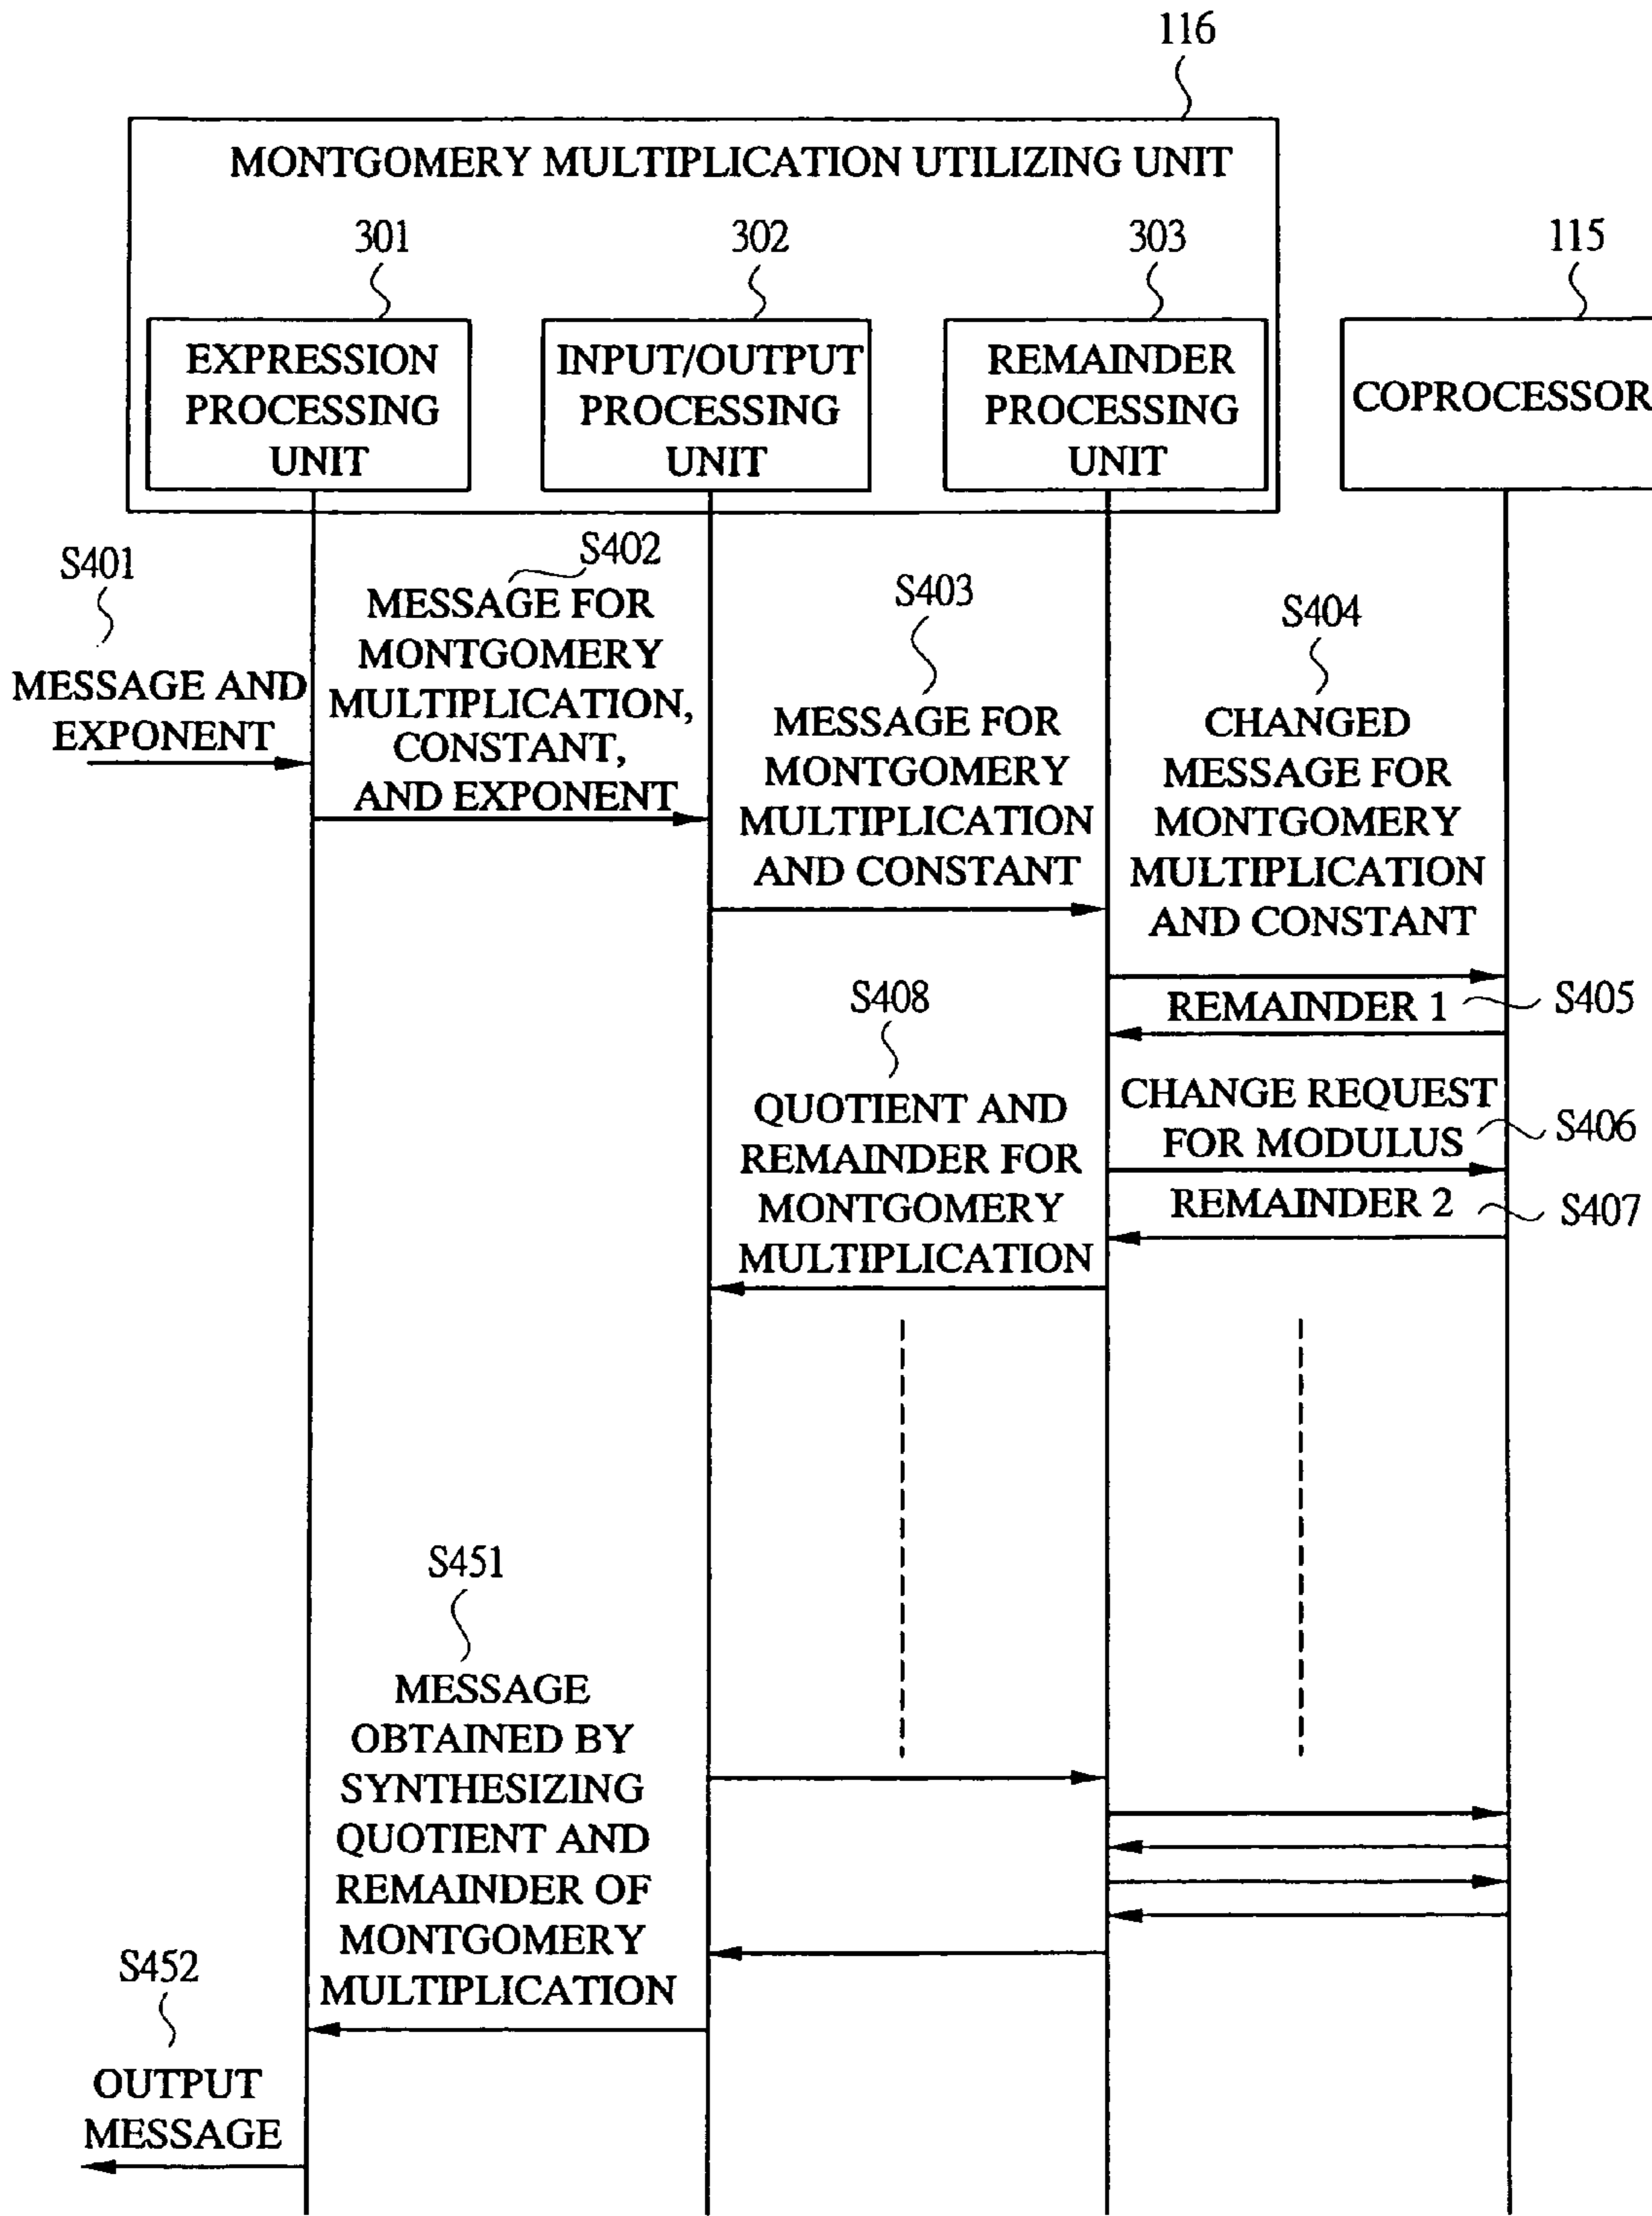 116
MONTGOMERY MULTIPLICATION UTILIZING UNIT
301
302
303
115
EXPRESSION
PROCESSING
UNIT
INPUT/OUTPUT
PROCESSING
UNIT
REMAINDER
PROCESSING
UNIT
COPROCESSOR
S401
MESSAGE AND
EXPONENT
S402
MESSAGE FOR
MONTGOMERY
MULTIPLICATION,
CONSTANT,
AND EXPONENT
S403
MESSAGE FOR
MONTGOMERY
MULTIPLICATION
AND CONSTANT
S404
CHANGED
MESSAGE FOR
MONTGOMERY
MULTIPLICATION
AND CONSTANT
REMAINDER 1
S405
CHANGE REQUEST
FOR MODULUS
S406
REMAINDER 2
S407
S408
QUOTIENT AND
REMAINDER FOR
MONTGOMERY
MULTIPLICATION
S451
MESSAGE
OBTAINED BY
SYNTHESIZING
QUOTIENT AND
REMAINDER OF
MONTGOMERY
MULTIPLICATION
S452
OUTPUT
MESSAGE